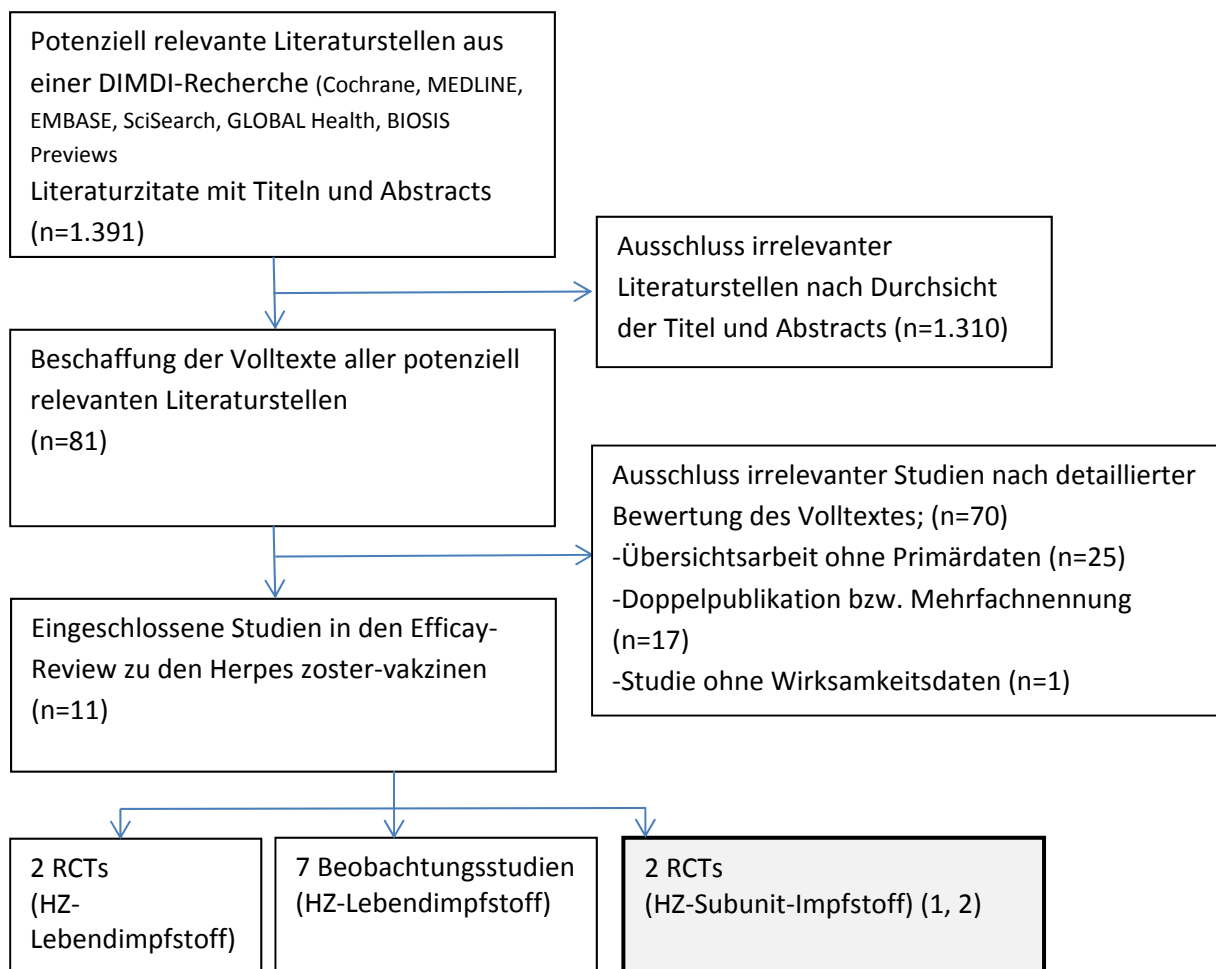 Potenziell relevante Literaturstellen aus
einer DIMDI-Recherche (Cochrane, MEDLINE,
EMBASE, SciSearch, GLOBAL Health, BIOSIS
Previews
Literaturzitate mit Titeln und Abstracts
(n=1.391)
Ausschluss irrelevanter
Literaturstellen nach Durchsicht
der Titel und Abstracts (n=1.310)
Beschaffung der Volltexte aller potenziell
relevanten Literaturstellen
(n=81)
Ausschluss irrelevanter Studien nach detaillierter
Bewertung des Volltextes; (n=70)
-Übersichtsarbeit ohne Primärdaten (n=25)
-Doppelpublikation bzw. Mehrfachnennung
(n=17)
-Studie ohne Wirksamkeitsdaten (n=1)
Eingeschlossene Studien in den Efficay-
Review zu den Herpes zoster-vakzinen
(n=11)
2 RCTs
(HZ-
Lebendimpfstoff)
7 Beobachtungsstudien
(HZ-Lebendimpfstoff)
2 RCTs
(HZ-Subunit-Impfstoff) (1, 2)